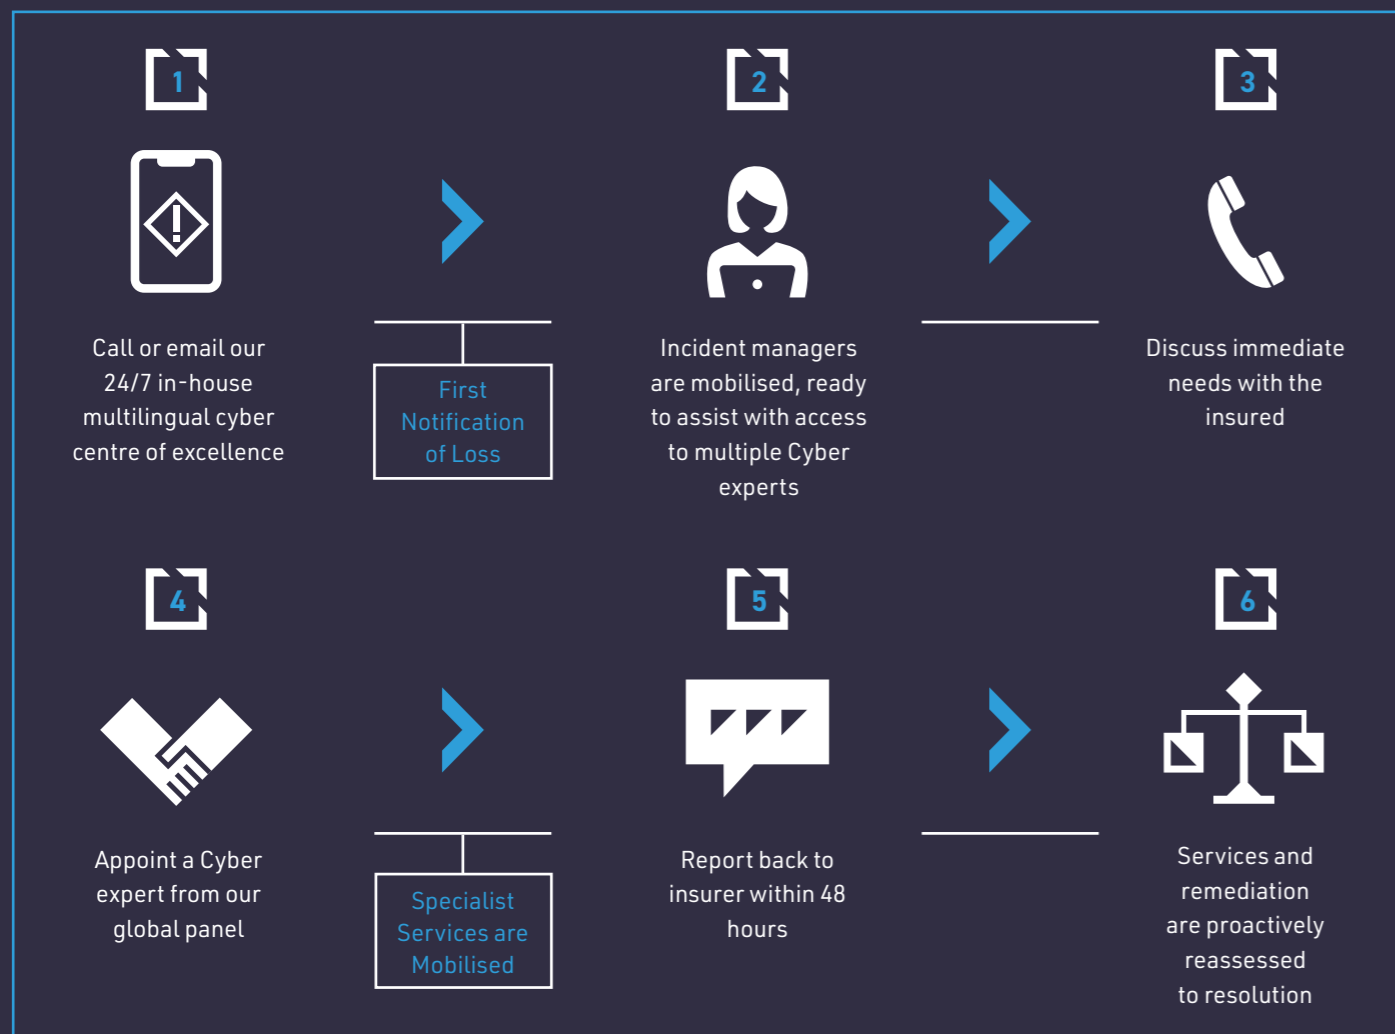 1
Call or email our
24/7 in-house
multilingual cyber
centre of excellence
First
Notification
of Loss
2
Incident managers
are mobilised, ready
to assist with access
to multiple Cyber
experts
3
Discuss immediate
needs with the
insured
4
Appoint a Cyber
expert from our
global panel
Specialist
Services are
Mobilised
5
Report back to
insurer within 48
hours
6
Services and
remediation
are proactively
reassessed
to resolution